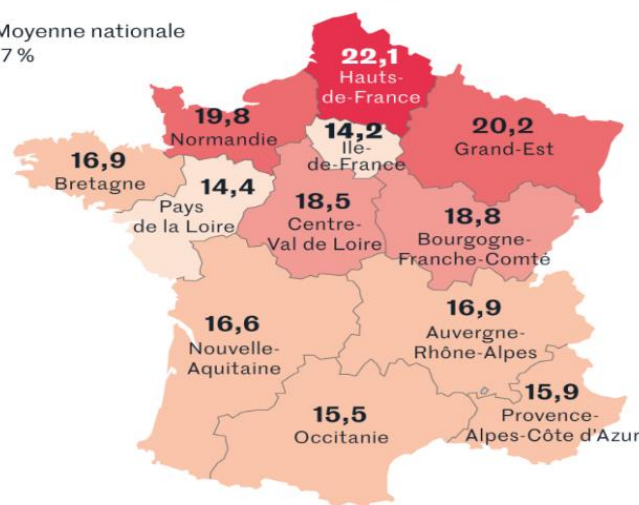 Moyenne nationale
7 %
22,1
Hauts-
de-France
19,8
Normandie
14,2
Ile-
de-France
20,2
Grand-Est
16,9
Bretagne
14,4
Pays
de la Loire
18,5
Centre-
Val de Loire
18,8
Bourgogne-
Franche-Comté
16,6
Nouvelle-
Aquitaine
16,9
Auvergne-
Rhône-Alpes
15,5
Occitanie
15,9
Provence-
Alpes-Côte d'Azur